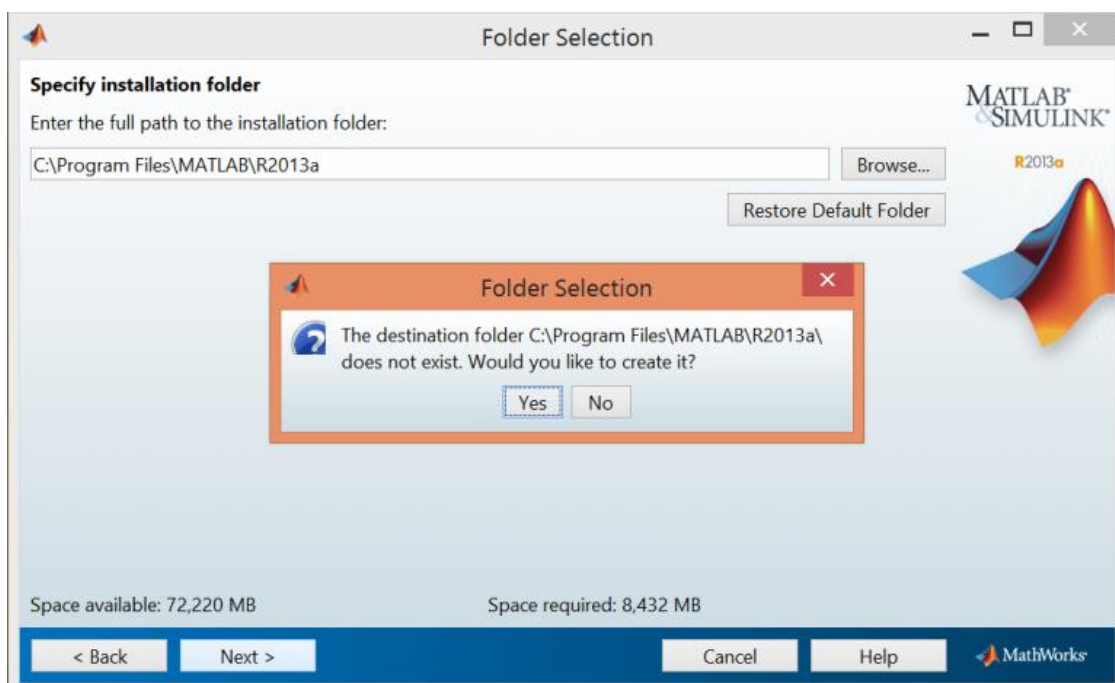 Folder Selection
Specify installation folder
Enter the full path to the installation folder:
C:\Program Files\MATLAB\R2013a
Browse...
Restore Default Folder
MATLAB®
&SIMULINK®
R2013a
Folder Selection
The destination folder C:\Program Files\MATLAB\R2013a\
does not exist. Would you like to create it?
Yes No
Space available: 72,220 MB Space required: 8,432 MB
< Back Next > Cancel Help MathWorks®